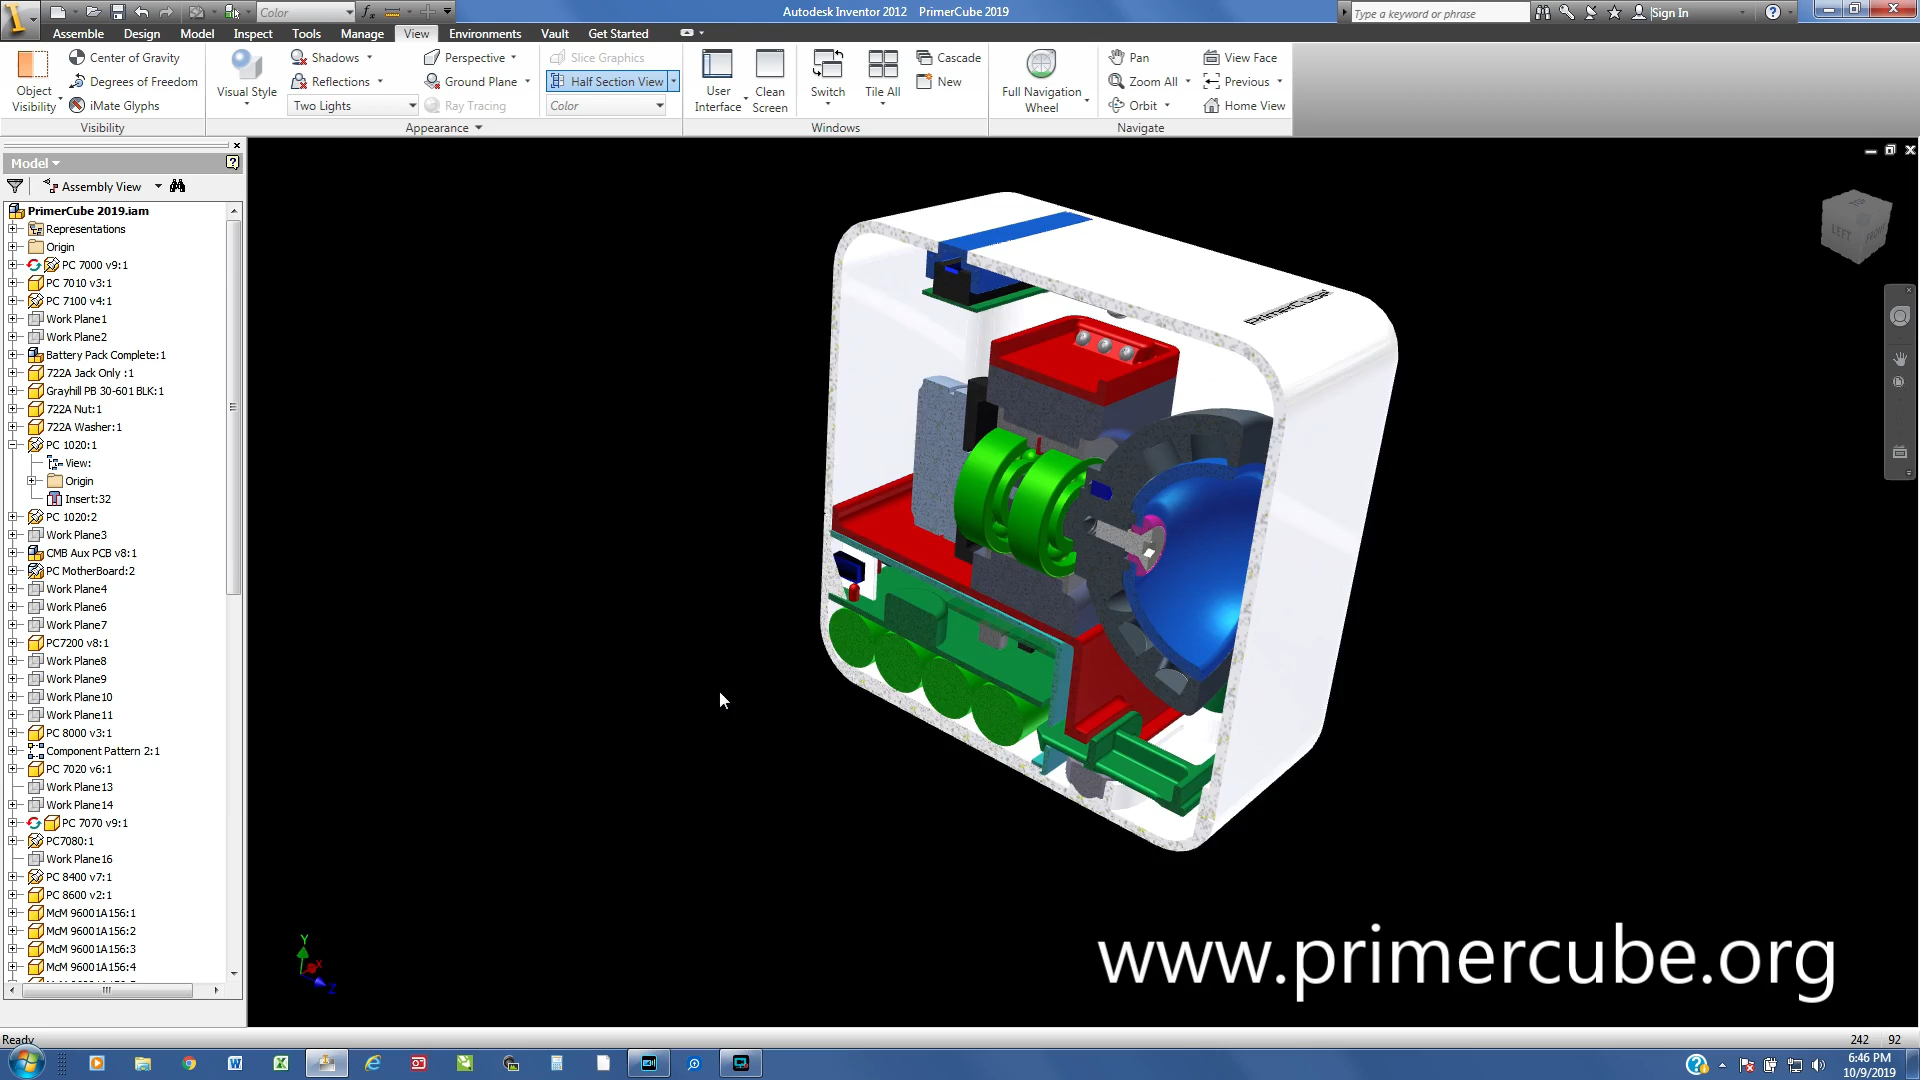 Color
Autodesk Inventor 2012 PrimerCube 2019
Type a keyword or phrase
Sign In
Assemble Design Model Inspect Tools Manage View Environments Vault Get Started
Object Visibility
Center of Gravity
Degrees of Freedom
iMate Glyphs
Visibility
Visual Style
Shadows
Reflections
Two Lights
Perspective
Ground Plane
Ray Tracing
Slice Graphics
Half Section View
Color
Appearance
User Interface
Clean Screen
Switch
Tile All
Cascade
New
Windows
Full Navigation Wheel
Pan
Zoom All
Orbit
View Face
Previous
Home View
Navigate
Model
Assembly View
PrimerCube 2019.iam
Representations
Origin
PC 7000 v9:1
PC 7010 v3:1
PC 7100 v4:1
Work Plane1
Work Plane2
Battery Pack Complete:1
722A Jack Only :1
Grayhill PB 30-601 BLK:1
722A Nut:1
722A Washer:1
PC 1020:1
View:
Origin
Insert:32
PC 1020:2
Work Plane3
CMB Aux PCB v8:1
PC MotherBoard:2
Work Plane4
Work Plane6
Work Plane7
PC7200 v8:1
Work Plane8
Work Plane9
Work Plane10
Work Plane11
PC 8000 v3:1
Component Pattern 2:1
PC 7020 v6:1
Work Plane13
Work Plane14
PC 7070 v9:1
PC7080:1
Work Plane16
PC 8400 v7:1
PC 8600 v2:1
McM 96001A156:1
McM 96001A156:2
McM 96001A156:3
McM 96001A156:4
PrimerCube
TOP
LEFT
FRONT
Y
X
Z
www.primercube.org
Ready
242 92
6:46 PM
10/9/2019